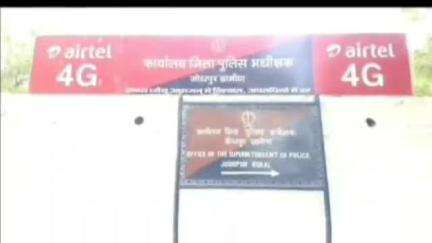 airtel
4G
कार्यालय जिला पुलिस अधीक्षक
जोधपुर ग्रामीण
airtel
4G
कार्यालय जिला पुलिस अधीक्षक
जोधपुर ग्रामीण
OFFICE OF THE SUPERINTENDENT OF POLICE
JODHPUR RURAL